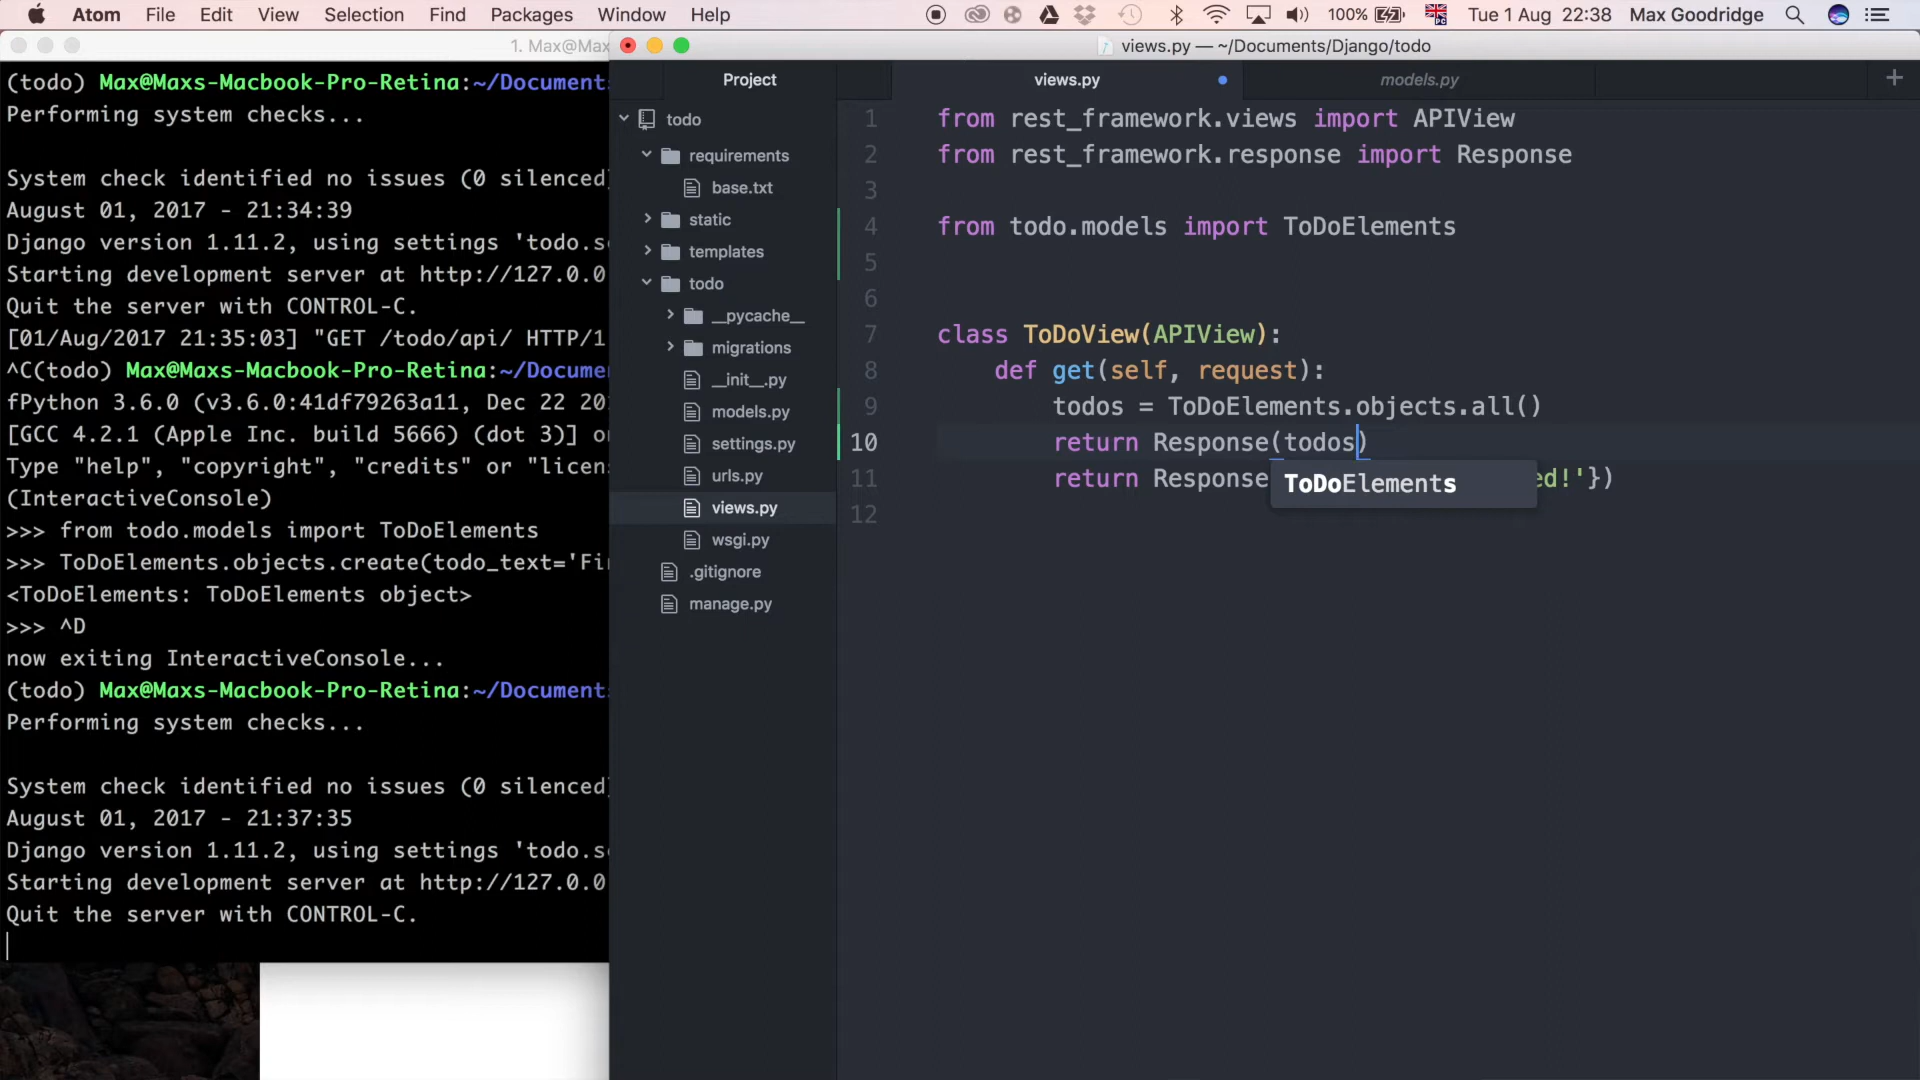 Atom File Edit View Selection Find Packages Window Help 100% Tue 1 Aug 22:38 Max Goodridge
1. Max@Max
(todo) Max@Maxs-Macbook-Pro-Retina:~/Documents
Performing system checks...
System check identified no issues (0 silenced)
August 01, 2017 - 21:34:39
Django version 1.11.2, using settings 'todo.se
Starting development server at http://127.0.0
Quit the server with CONTROL-C.
[01/Aug/2017 21:35:03] "GET /todo/api/ HTTP/1
^C(todo) Max@Maxs-Macbook-Pro-Retina:~/Docume
fPython 3.6.0 (v3.6.0:41df79263a11, Dec 22 20
[GCC 4.2.1 (Apple Inc. build 5666) (dot 3)] o
Type "help", "copyright", "credits" or "licen
(InteractiveConsole)
>>> from todo.models import ToDoElements
>>> ToDoElements.objects.create(todo_text='Fi
<ToDoElements: ToDoElements object>
>>> ^D
now exiting InteractiveConsole...
(todo) Max@Maxs-Macbook-Pro-Retina:~/Documents
Performing system checks...
System check identified no issues (0 silenced)
August 01, 2017 - 21:37:35
Django version 1.11.2, using settings 'todo.se
Starting development server at http://127.0.0
Quit the server with CONTROL-C.
views.py — ~/Documents/Django/todo
Project
todo
requirements
base.txt
static
templates
todo
__pycache__
migrations
__init__.py
models.py
settings.py
urls.py
views.py
wsgi.py
.gitignore
manage.py
views.py models.py
1 from rest_framework.views import APIView
2 from rest_framework.response import Response
3
4 from todo.models import ToDoElements
5
6
7 class ToDoView(APIView):
8 def get(self, request):
9 todos = ToDoElements.objects.all()
10 return Response(todos)
11 return Response ed!'})
ToDoElements
12